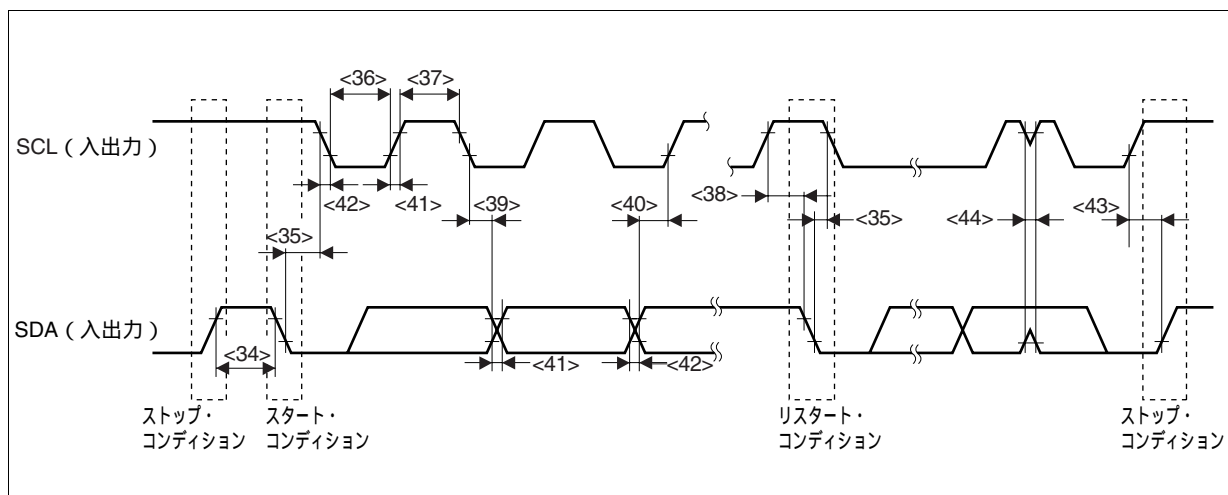 <36> <37>
SCL（入出力）
<42> <41> <39> <40> <38> <35> <44> <43>
<35>
SDA（入出力）
<34> <41> <42>
ストップ・
コンディション
スタート・
コンディション
リスタート・
コンディション
ストップ・
コンディション